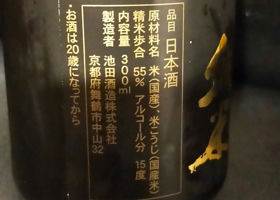 品目 日本酒
原材料名 米(国産)、米こうじ(国産米)
精米歩合 55% アルコール分 15度
内容量 300ml
製造者 池田酒造株式会社
京都府舞鶴市中山32
・お酒は20歳になってから